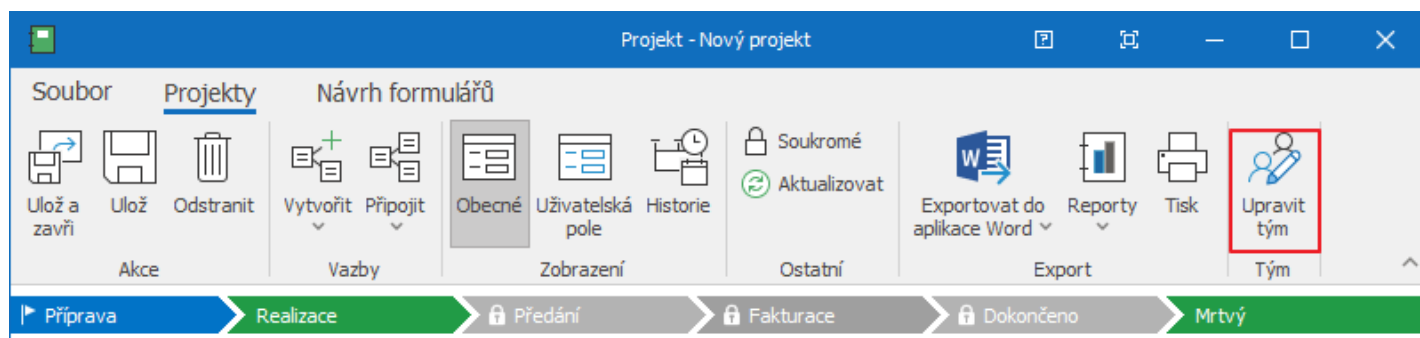 Projekt - Nový projekt
Soubor Projekty Návrh formulářů
Soukromé
Aktualizovat
Ulož a Ulož Odstranit Vytvořit Připojit Obecné Uživatelská Historie Exportovat do Reporty Tisk Upravit
zavři pole aplikace Word tým
Akce Vazby Zobrazení Ostatní Export Tým
Příprava Realizace Předání Fakturace Dokončeno Mrtvý